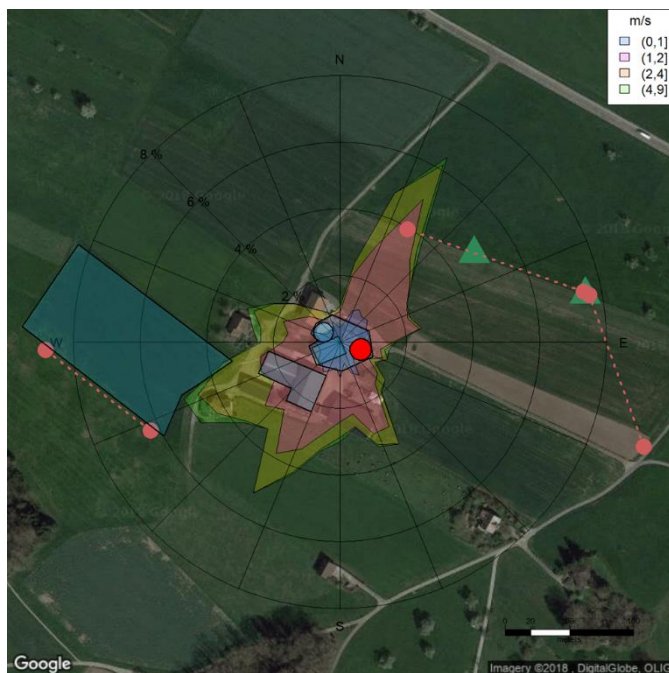 m/s
(0,1]
(1,2]
(2,4]
(4,9]
N
8 %
6 %
4 %
2 %
W
E
S
Google
Imagery ©2018 , DigitalGlobe, OLIG